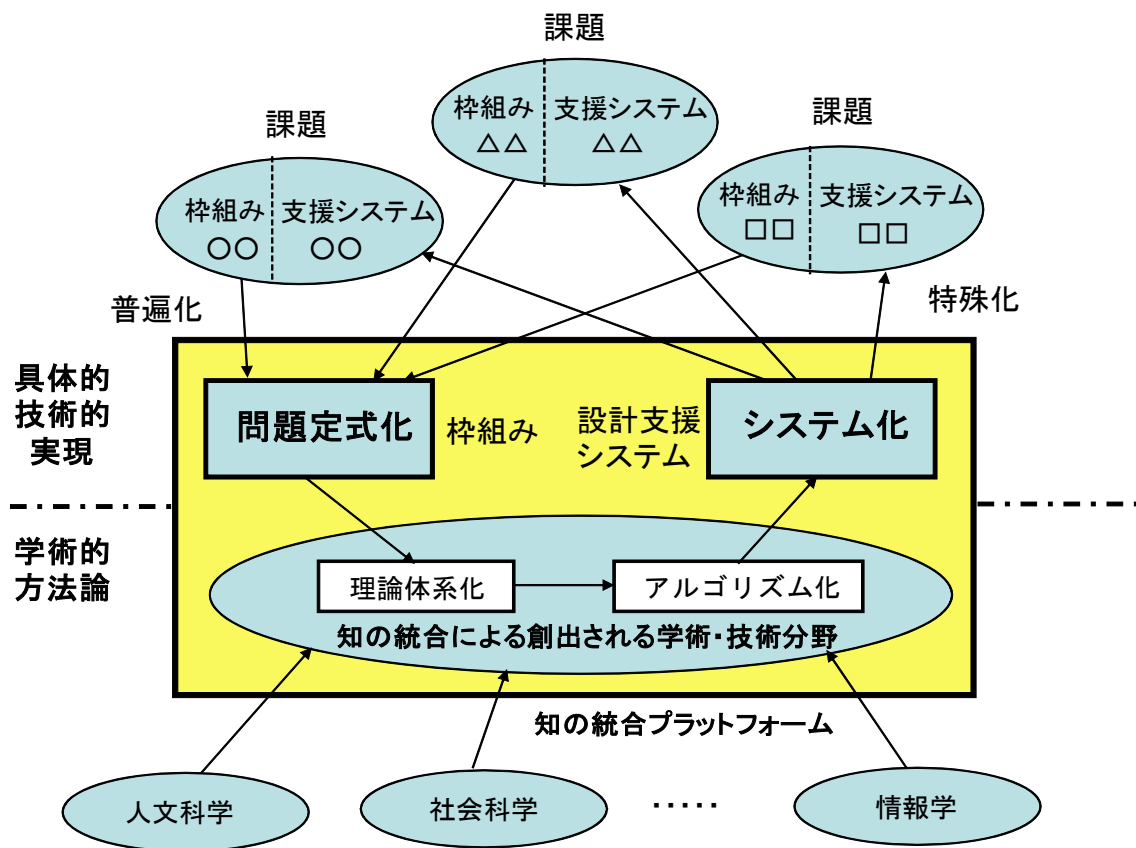 課題
枠組み
△△
支援システム
△△
課題
枠組み
○○
支援システム
○○
課題
枠組み
□□
支援システム
□□
普遍化
特殊化
具体的
技術的
実現
問題定式化
枠組み
設計支援
システム
システム化
学術的
方法論
理論体系化
アルゴリズム化
知の統合による創出される学術・技術分野
知の統合プラットフォーム
人文科学
社会科学
・・・・・
情報学